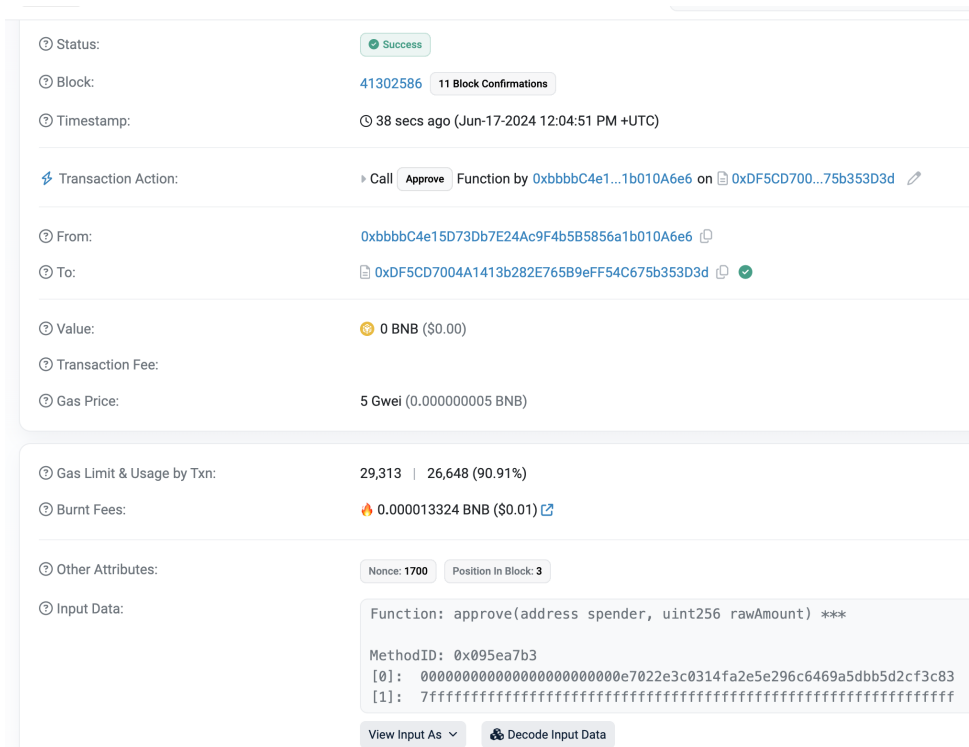 Status: Success
Block: 41302586 11 Block Confirmations
Timestamp: 38 secs ago (Jun-17-2024 12:04:51 PM +UTC)
Transaction Action: Call Approve Function by 0xbbbbC4e1...1b010A6e6 on 0xDF5CD700...75b353D3d
From: 0xbbbbC4e15D73Db7E24Ac9F4b5B5856a1b010A6e6
To: 0xDF5CD7004A1413b282E765B9eFF54C675b353D3d
Value: 0 BNB ($0.00)
Transaction Fee:
Gas Price: 5 Gwei (0.000000005 BNB)
Gas Limit & Usage by Txn: 29,313 | 26,648 (90.91%)
Burnt Fees: 0.000013324 BNB ($0.01)
Other Attributes: Nonce: 1700 Position In Block: 3
Input Data: Function: approve(address spender, uint256 rawAmount) ***
MethodID: 0x095ea7b3
[0]: 000000000000000000000000e7022e3c0314fa2e5e296c6469a5dbb5d2cf3c83
[1]: 7fffffffffffffffffffffffffffffffffffffffffffffffffffffffffffffff
View Input As Decode Input Data